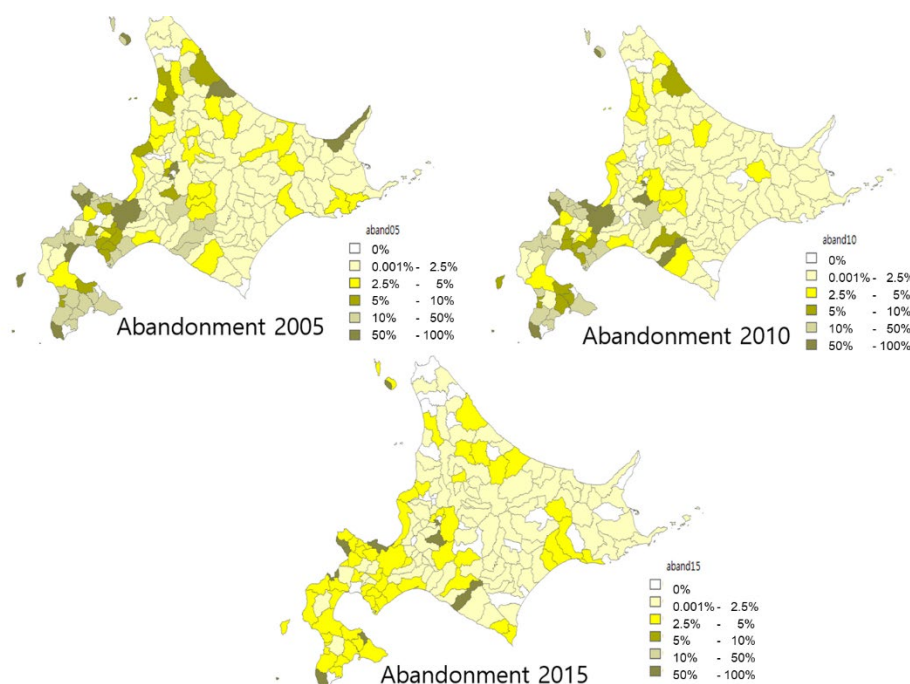 aband05
0%
0.001% - 2.5%
2.5% - 5%
5% - 10%
10% - 50%
50% - 100%
Abandonment 2005
aband10
0%
0.001% - 2.5%
2.5% - 5%
5% - 10%
10% - 50%
50% - 100%
Abandonment 2010
aband15
0%
0.001% - 2.5%
2.5% - 5%
5% - 10%
10% - 50%
50% - 100%
Abandonment 2015